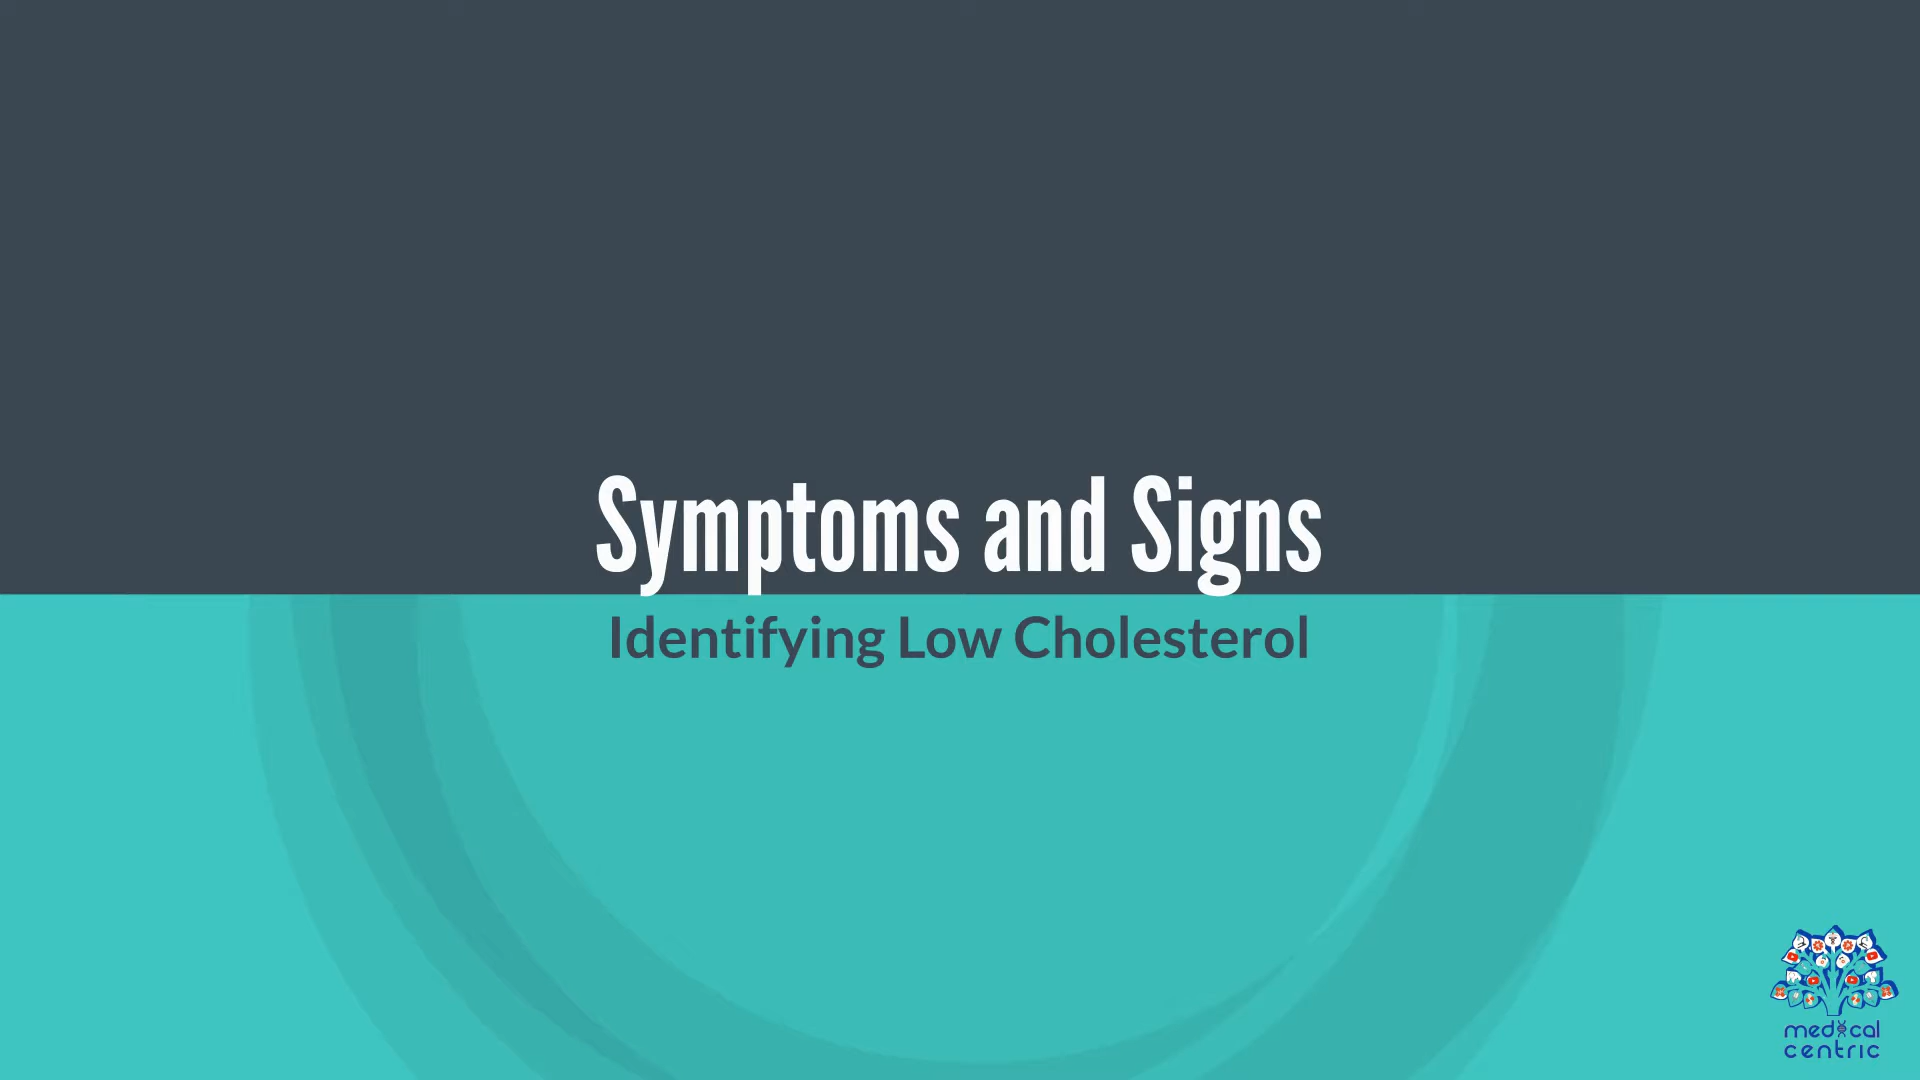 Symptoms and Signs
Identifying Low Cholesterol
medical
centric